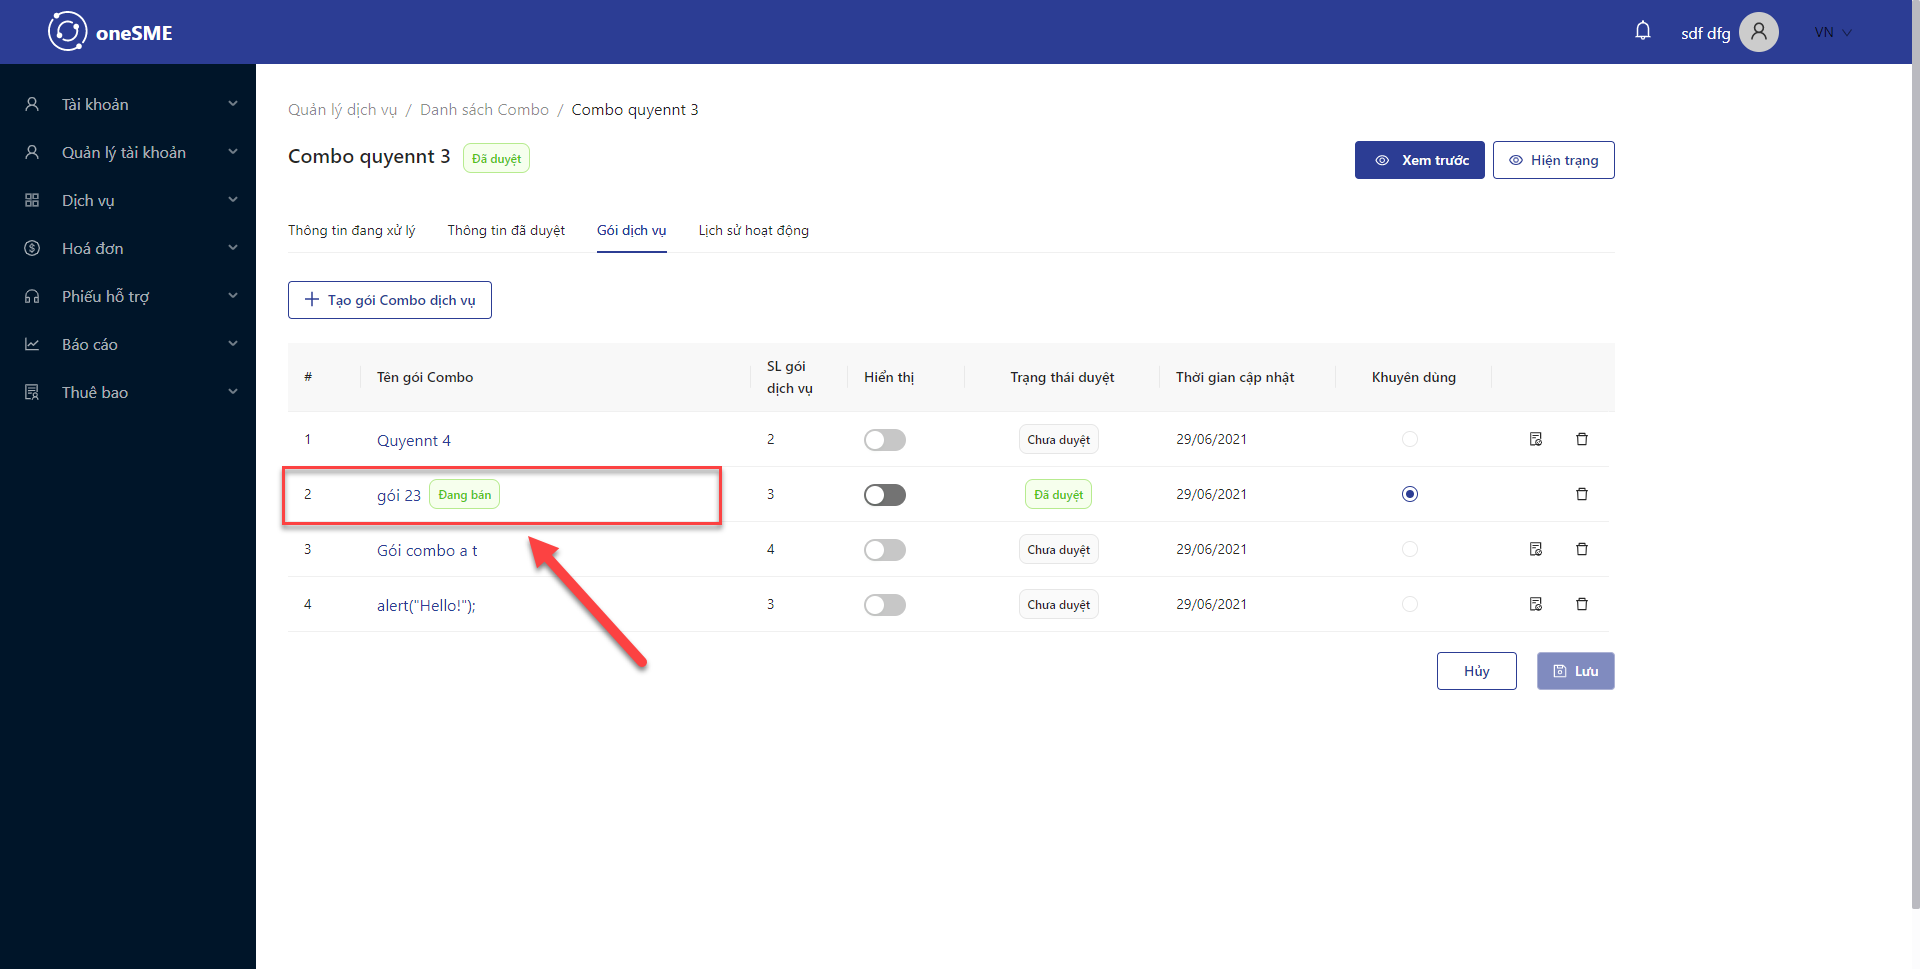 oneSME
sdf dfg
VN
Tài khoản
Quản lý tài khoản
Dịch vụ
Hoá đơn
Phiếu hỗ trợ
Báo cáo
Thuê bao
Quản lý dịch vụ / Danh sách Combo / Combo quyennt 3
Combo quyennt 3 Đã duyệt
Xem trước Hiện trạng
Thông tin đang xử lý Thông tin đã duyệt Gói dịch vụ Lịch sử hoạt động
Tạo gói Combo dịch vụ
# Tên gói Combo SL gói dịch vụ Hiển thị Trạng thái duyệt Thời gian cập nhật Khuyên dùng
1 Quyennt 4 2 Chưa duyệt 29/06/2021
2 gói 23 Đang bán 3 Đã duyệt 29/06/2021
3 Gói combo a t 4 Chưa duyệt 29/06/2021
4 alert("Hello!"); 3 Chưa duyệt 29/06/2021
Hủy Lưu